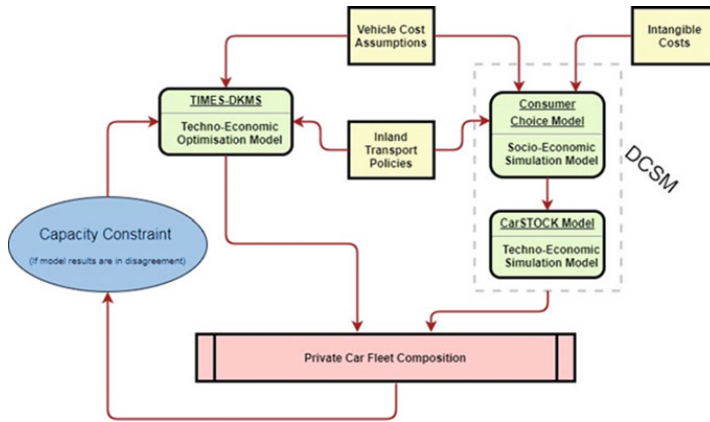 Vehicle Cost
Assumptions
Intangible
Costs
TIMES-DKMS
Techno-Economic
Optimisation Model
Inland
Transport
Policies
Consumer
Choice Model
Socio-Economic
Simulation Model
DCSM
CarSTOCK Model
Techno-Economic
Simulation Model
Capacity Constraint
(If model results are in disagreement)
Private Car Fleet Composition